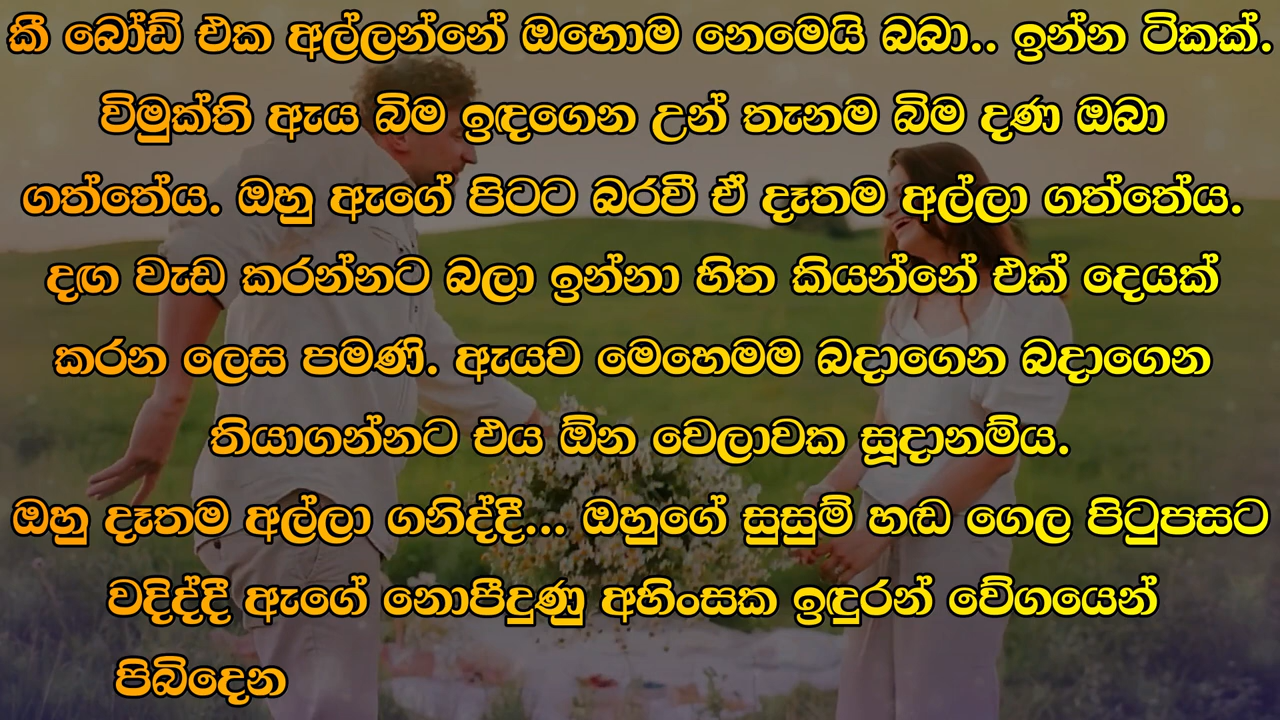 කී බෝඩ් එක අල්ලන්නේ ඔහොම නෙමෙයි බබා.. ඉන්න ටිකක්.
විමුක්ති ඇය බිම ඉඳගෙන උන් තැනම බිම දණ ඔබා
ගත්තේය. ඔහු ඇගේ පිටට බරවී ඒ දෑතම අල්ලා ගත්තේය.
දඟ වැඩ කරන්නට බලා ඉන්නා හිත කියන්නේ එක් දෙයක්
කරන ලෙස පමණි. ඇයව මෙහෙමම බදාගෙන බදාගෙන
තියාගන්නට එය ඕන වෙලාවක සූදානම්ය.
ඔහු දෑතම අල්ලා ගනිද්දී... ඔහුගේ සුසුම් හඬ ගෙල පිටුපසට
වදිද්දී ඇගේ නොපීදුණු අහිංසක ඉඳුරන් වේගයෙන්
පිබිදෙන